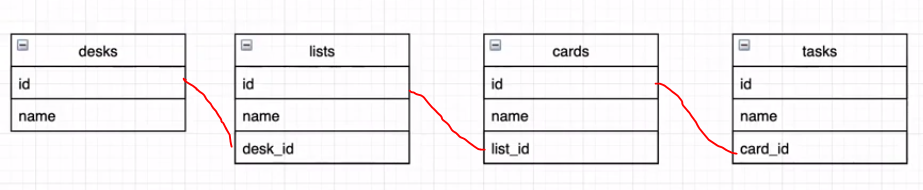 desks
id
name
lists
id
name
desk_id
cards
id
name
list_id
tasks
id
name
card_id